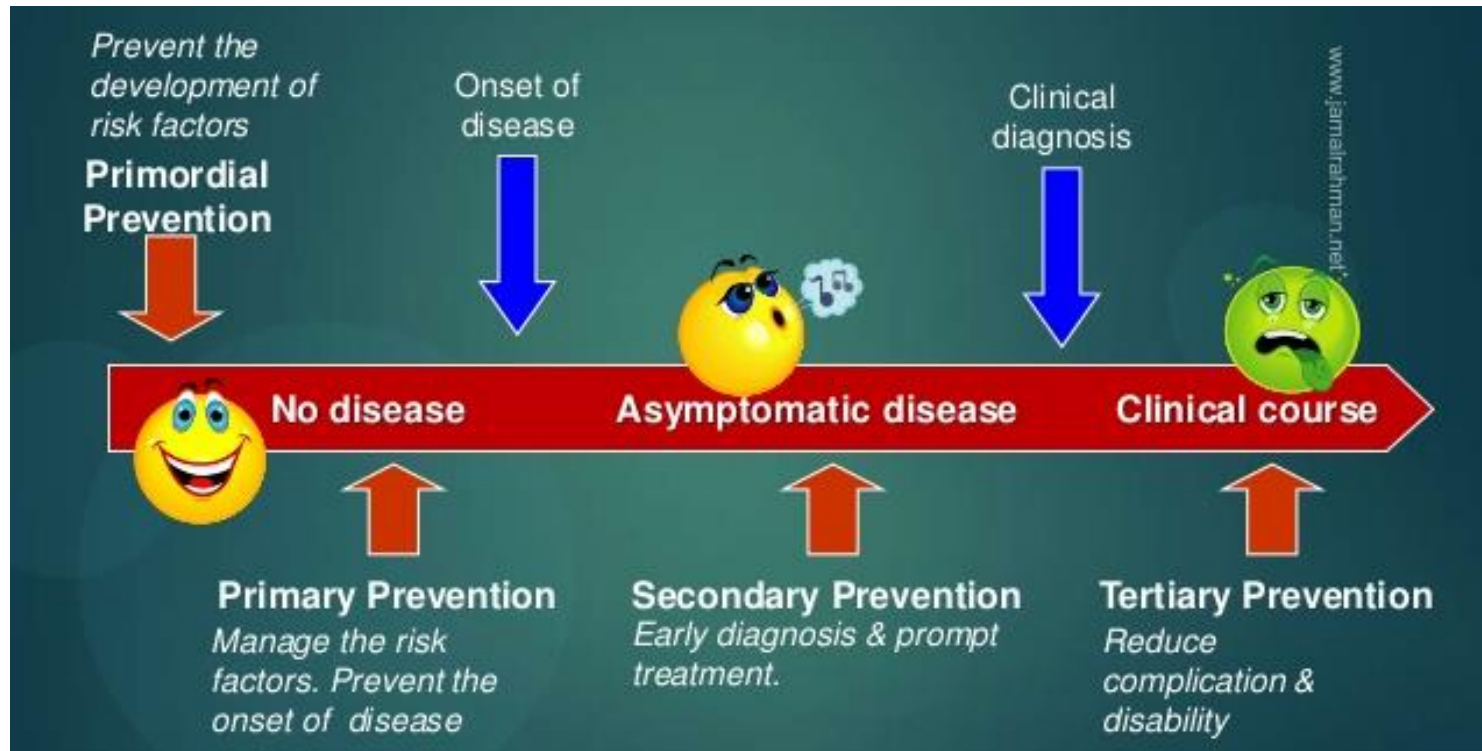 Prevent the
development of
risk factors
Primordial
Prevention
Onset of
disease
Clinical
diagnosis
www.jamalrahman.net
No disease
Asymptomatic disease
Clinical course
Primary Prevention
Manage the risk
factors. Prevent the
onset of disease
Secondary Prevention
Early diagnosis & prompt
treatment.
Tertiary Prevention
Reduce
complication &
disability